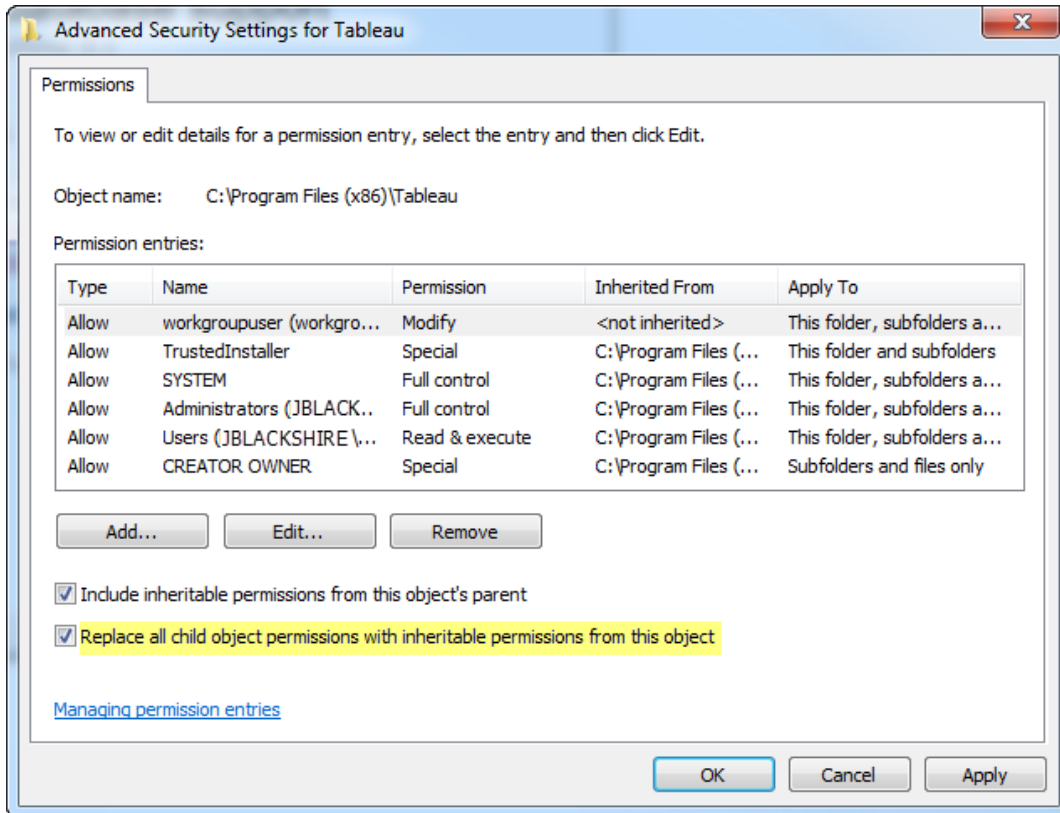 Advanced Security Settings for Tableau
Permissions
To view or edit details for a permission entry, select the entry and then click Edit.
Object name: C:\Program Files (x86)\Tableau
Permission entries:
Type Name Permission Inherited From Apply To
Allow workgroupuser (workgro... Modify <not inherited> This folder, subfolders a...
Allow TrustedInstaller Special C:\Program Files (... This folder and subfolders
Allow SYSTEM Full control C:\Program Files (... This folder, subfolders a...
Allow Administrators (JBLACK.. Full control C:\Program Files (... This folder, subfolders a...
Allow Users (JBLACKSHIRE\... Read & execute C:\Program Files (... This folder, subfolders a...
Allow CREATOR OWNER Special C:\Program Files (... Subfolders and files only
Add... Edit... Remove
Include inheritable permissions from this object's parent
Replace all child object permissions with inheritable permissions from this object
Managing permission entries
OK Cancel Apply